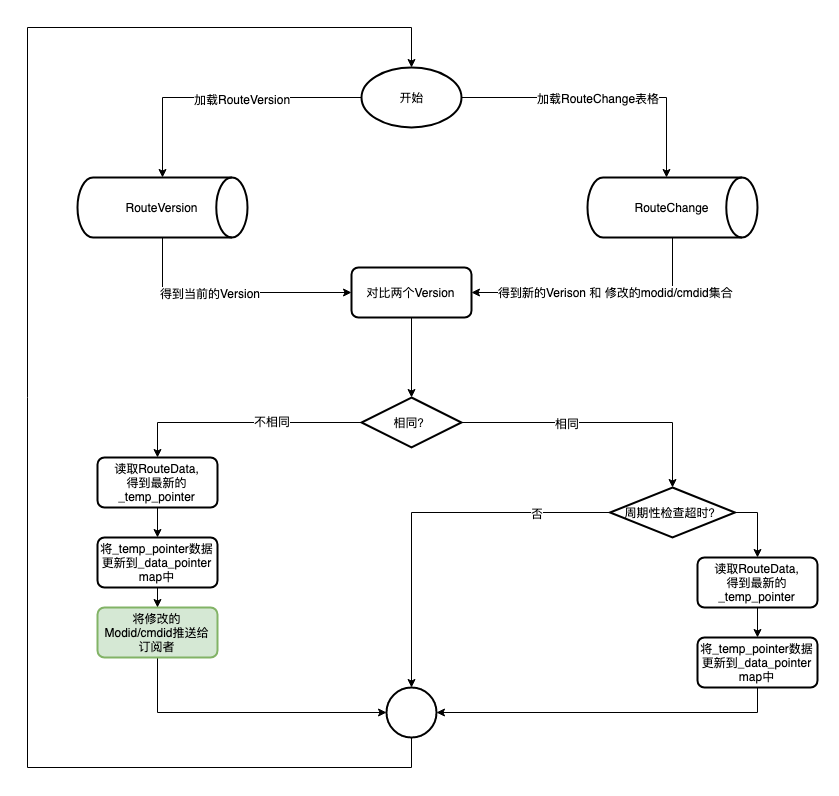 开始
加载RouteVersion
加载RouteChange表格
RouteVersion
RouteChange
得到当前的Version
对比两个Version
得到新的Verison 和 修改的modid/cmdid集合
相同?
不相同
相同
读取RouteData,
得到最新的
_temp_pointer
周期性检查超时?
否
将_temp_pointer数据
更新到_data_pointer
map中
读取RouteData,
得到最新的
_temp_pointer
将修改的
Modid/cmdid推送给
订阅者
将_temp_pointer数据
更新到_data_pointer
map中